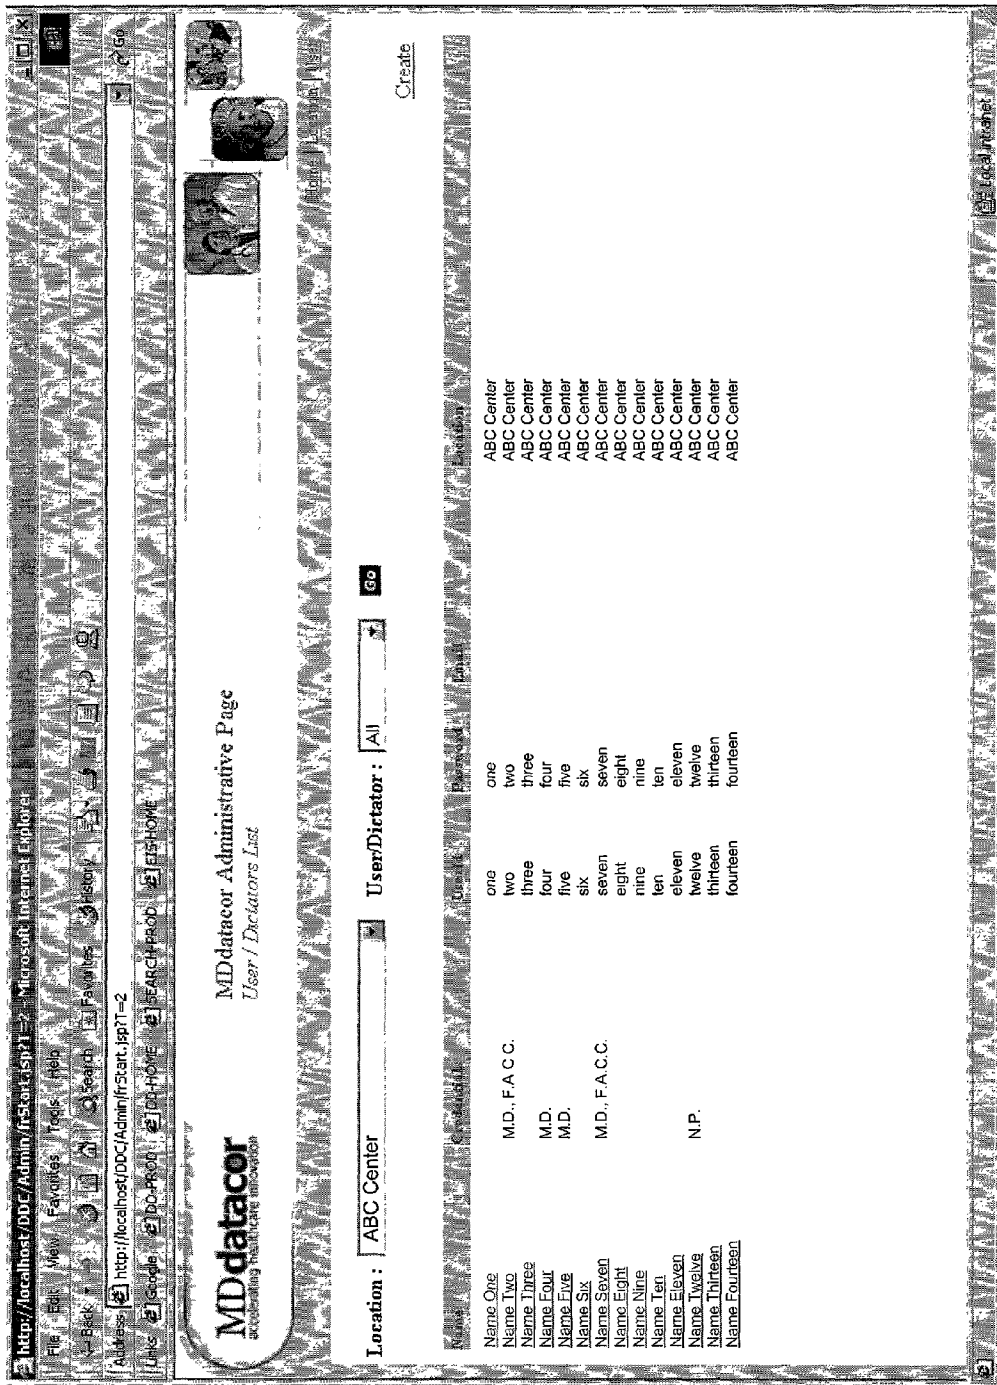 http://localhost/DDC/Admin/frStart.jsp?T=2 - Microsoft Internet Explorer
File Edit View Favorites Tools Help
Back Search Favorites History
Address http://localhost/DDC/Admin/frStart.jsp?T=2 Go
Links Google DD-PROD DD-HOME SEARCH-PROD EIS-HOME
MDdatacor
accelerating healthcare innovation
MDdatacor Administrative Page
User / Dictators List
Home | Location | User
Location : ABC Center User/Dictator : All Go
Create
Name Credential Userid Password Email Location
Name One one one ABC Center
Name Two M.D., F.A C C. two two ABC Center
Name Three three three ABC Center
Name Four M.D. four four ABC Center
Name Five M.D. five five ABC Center
Name Six six six ABC Center
Name Seven M.D., F.A.C.C. seven seven ABC Center
Name Eight eight eight ABC Center
Name Nine nine nine ABC Center
Name Ten ten ten ABC Center
Name Eleven eleven eleven ABC Center
Name Twelve N.P. twelve twelve ABC Center
Name Thirteen thirteen thirteen ABC Center
Name Fourteen fourteen fourteen ABC Center
Local intranet